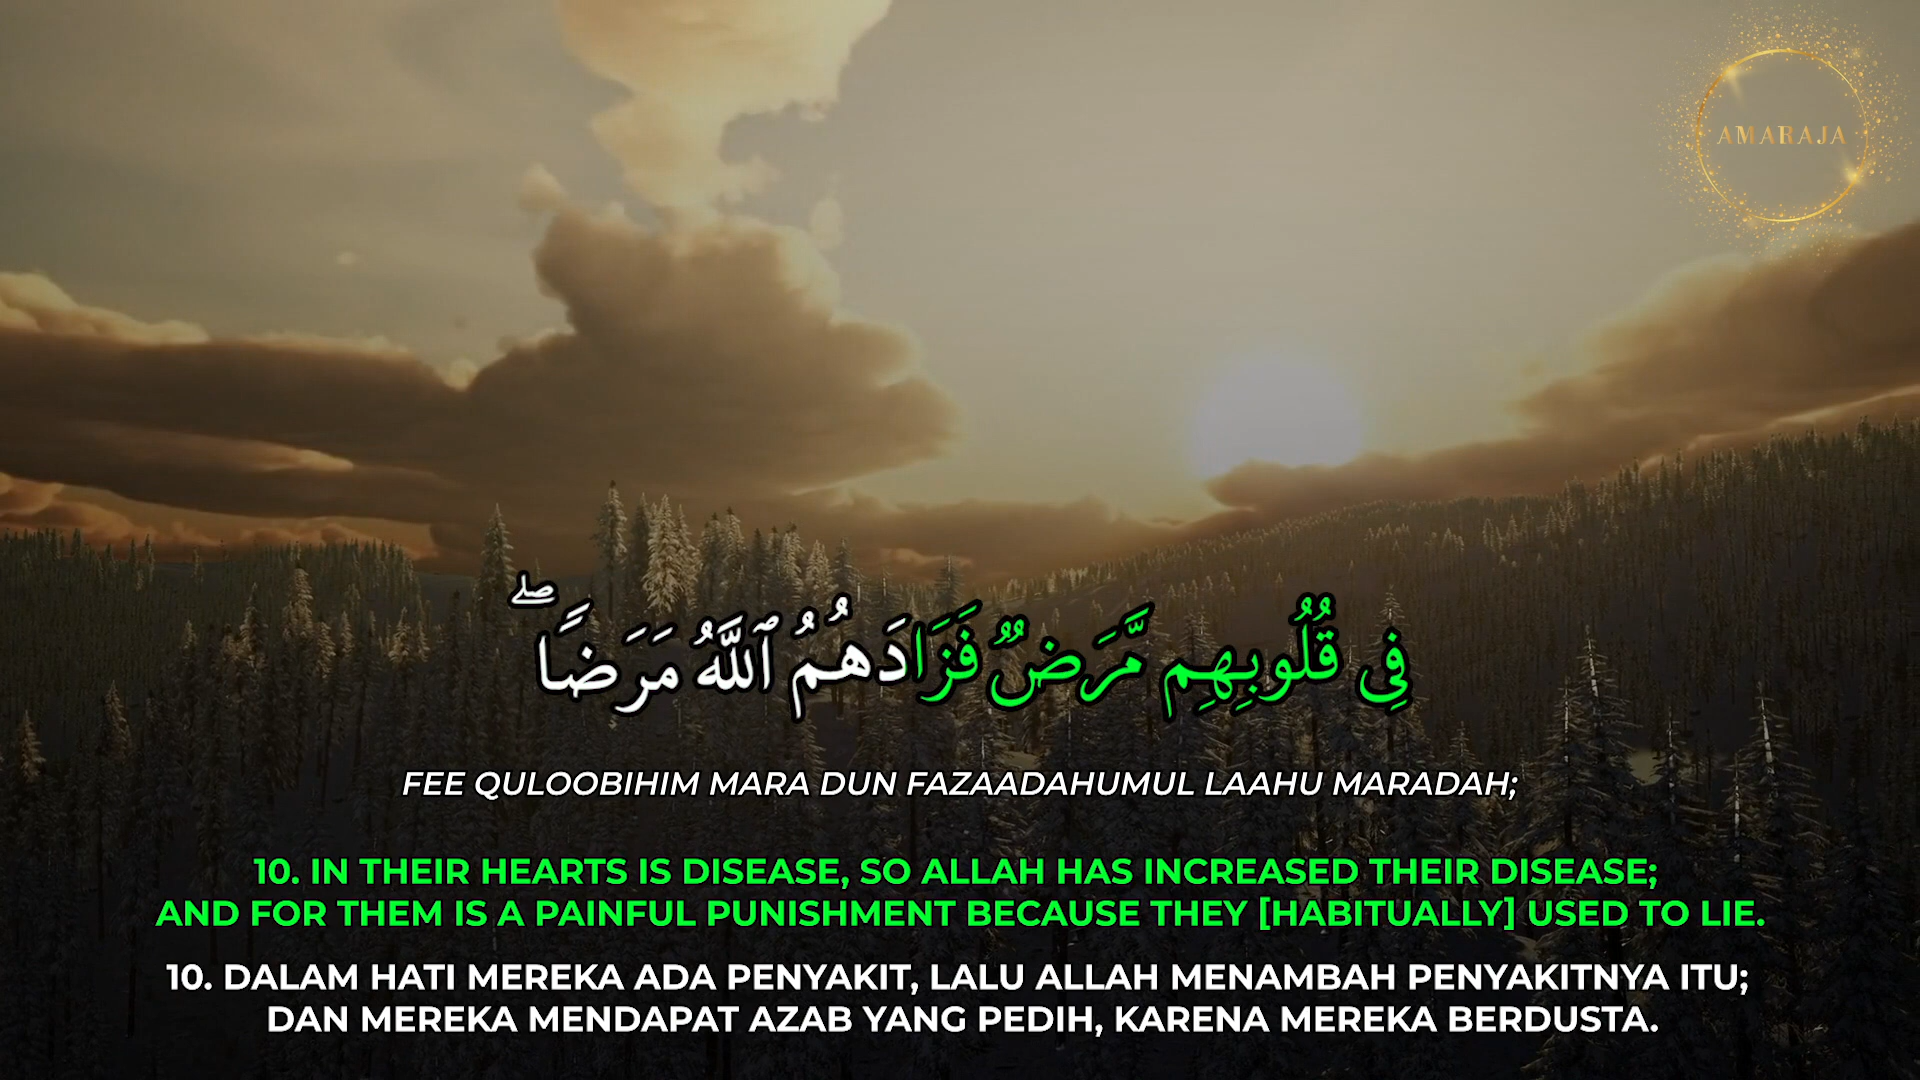 AMARAJA
فِى قُلُوبِهِم مَّرَضٌ فَزَادَهُمُ ٱللَّهُ مَرَضًا ۖ
FEE QULOOBIHIM MARA DUN FAZAADAHUMUL LAAHU MARADAH;
10. IN THEIR HEARTS IS DISEASE, SO ALLAH HAS INCREASED THEIR DISEASE;
AND FOR THEM IS A PAINFUL PUNISHMENT BECAUSE THEY [HABITUALLY] USED TO LIE.
10. DALAM HATI MEREKA ADA PENYAKIT, LALU ALLAH MENAMBAH PENYAKITNYA ITU;
DAN MEREKA MENDAPAT AZAB YANG PEDIH, KARENA MEREKA BERDUSTA.